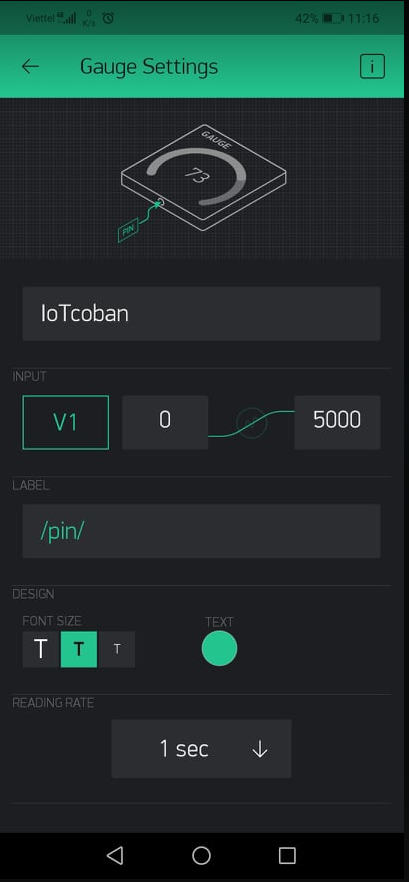 Viettel 4G 0 K/s 42% 11:16
Gauge Settings
i
GAUGE
73
PIN
IoTcoban
INPUT
V1 0 5000
LABEL
/pin/
DESIGN
FONT SIZE TEXT
T T T
READING RATE
1 sec